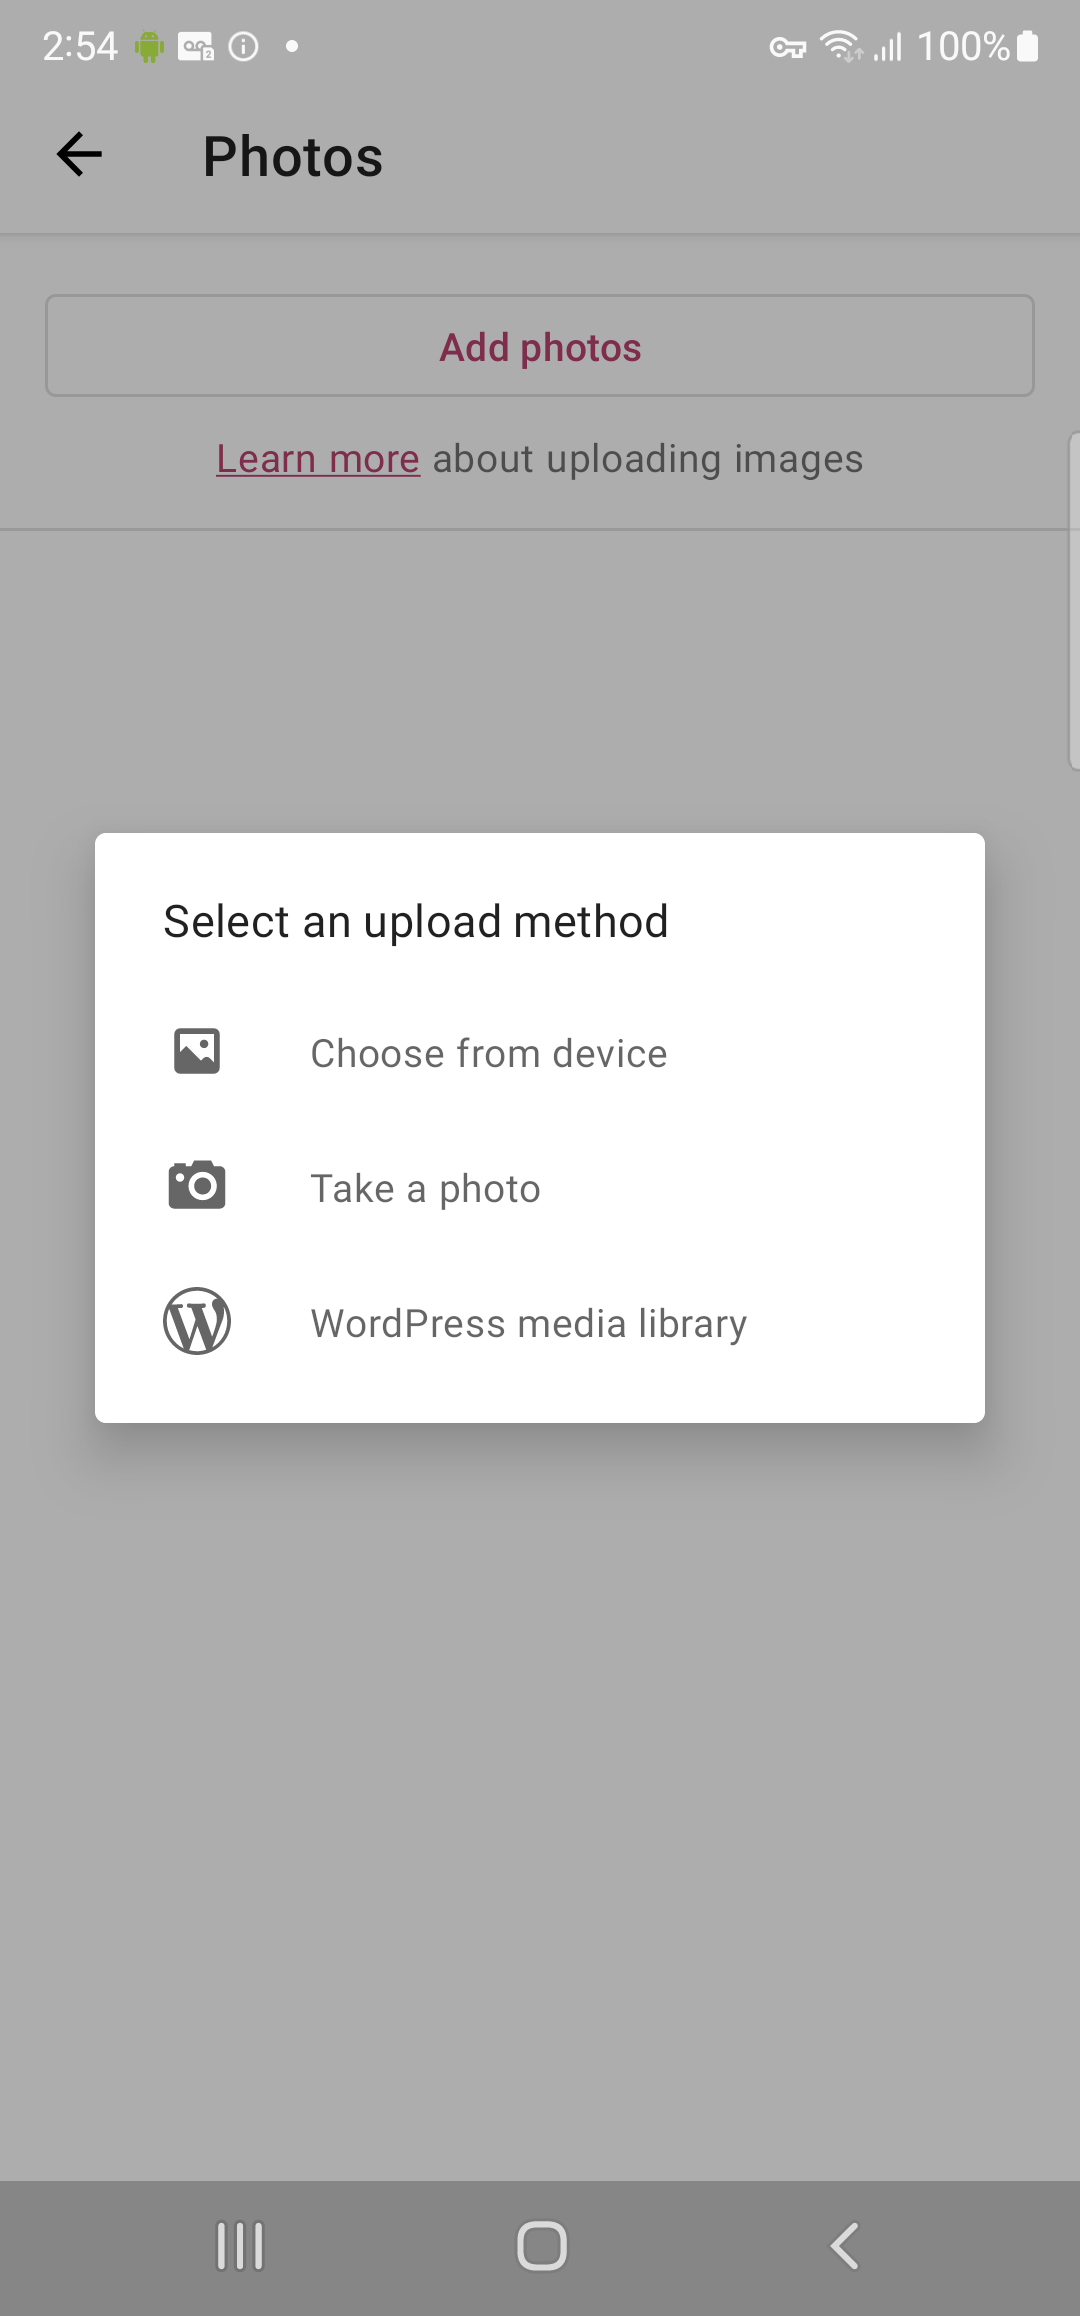 2:54 100%
Photos
Add photos
Learn more about uploading images
Select an upload method
Choose from device
Take a photo
WordPress media library